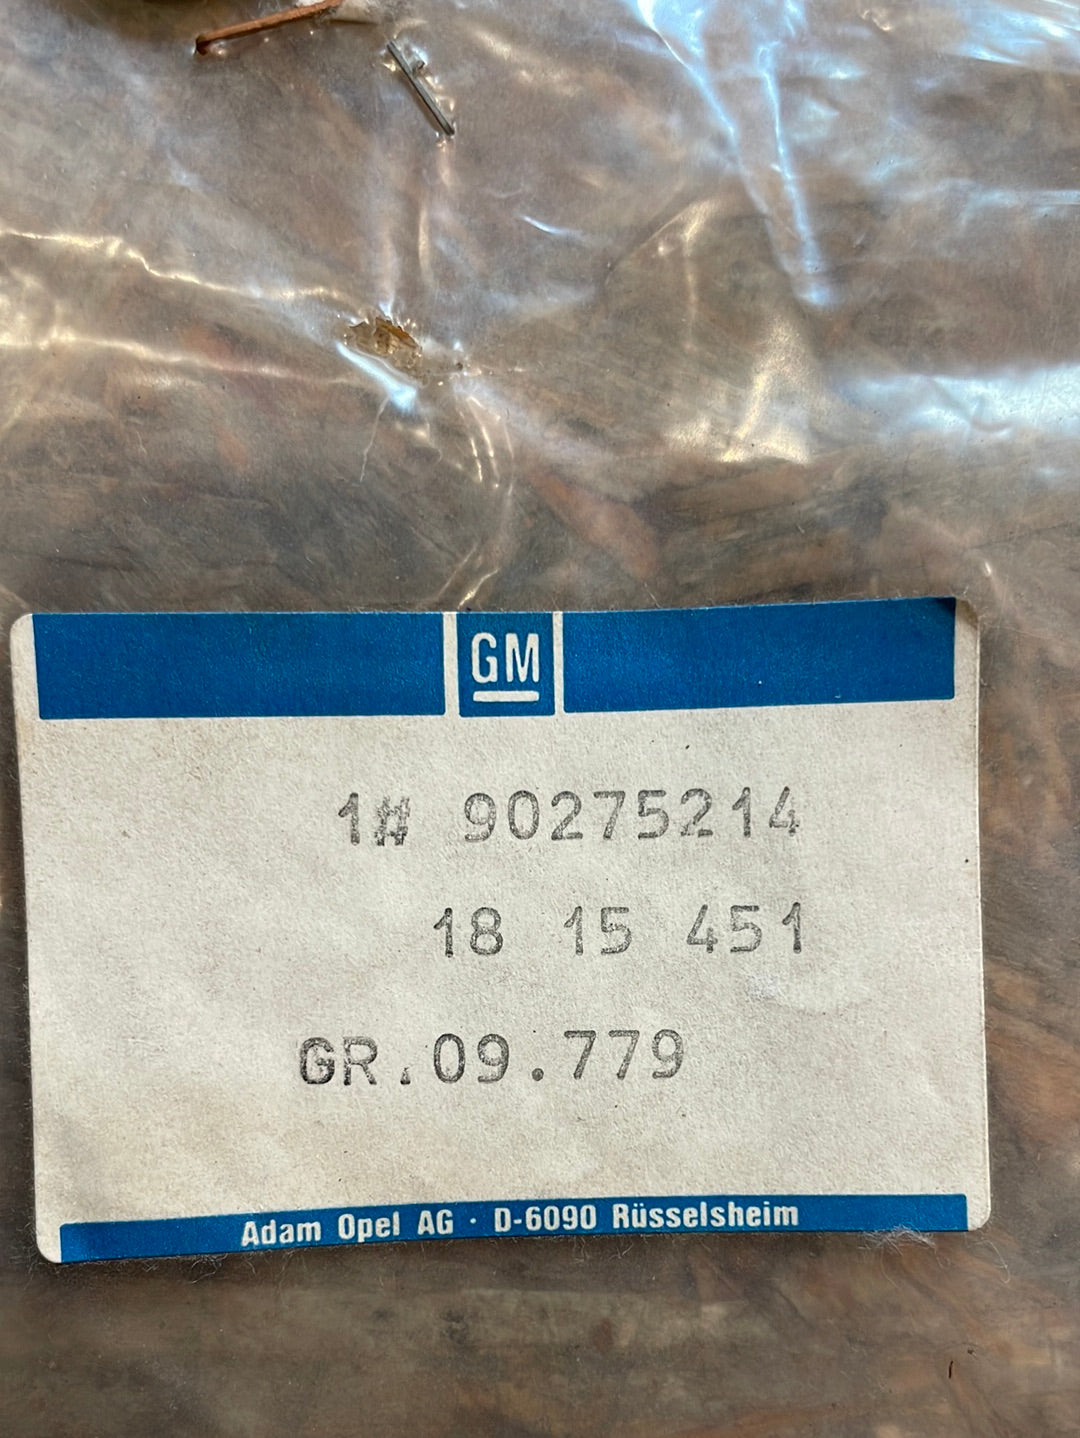 GM
1# 90275214
18 15 451
GR.09.779
Adam Opel AG · D-6090 Rüsselsheim